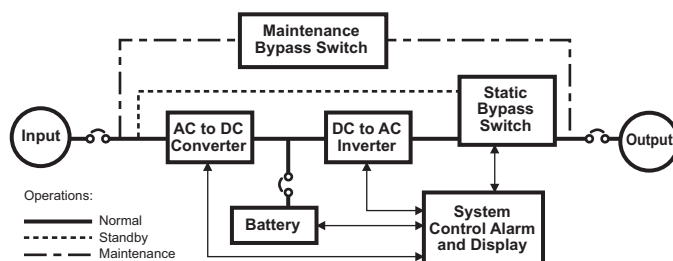 Maintenance
Bypass Switch
Static
Bypass
Switch
Input
AC to DC
Converter
DC to AC
Inverter
Output
Operations:
Normal
Standby
Maintenance
Battery
System
Control Alarm
and Display